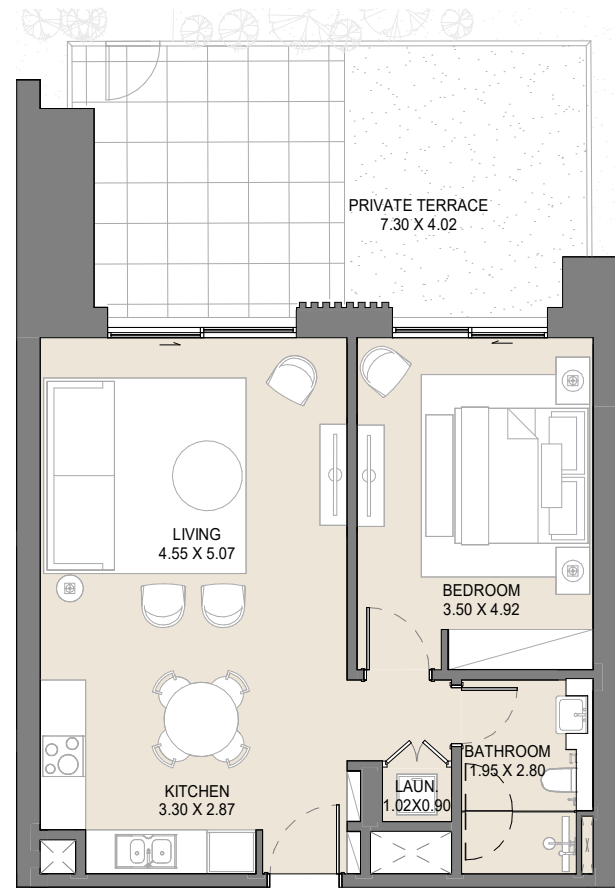 PRIVATE TERRACE
7.30 X 4.02
LIVING
4.55 X 5.07
BEDROOM
3.50 X 4.92
BATHROOM
1.95 X 2.80
LAUN.
1.02X0.90
KITCHEN
3.30 X 2.87